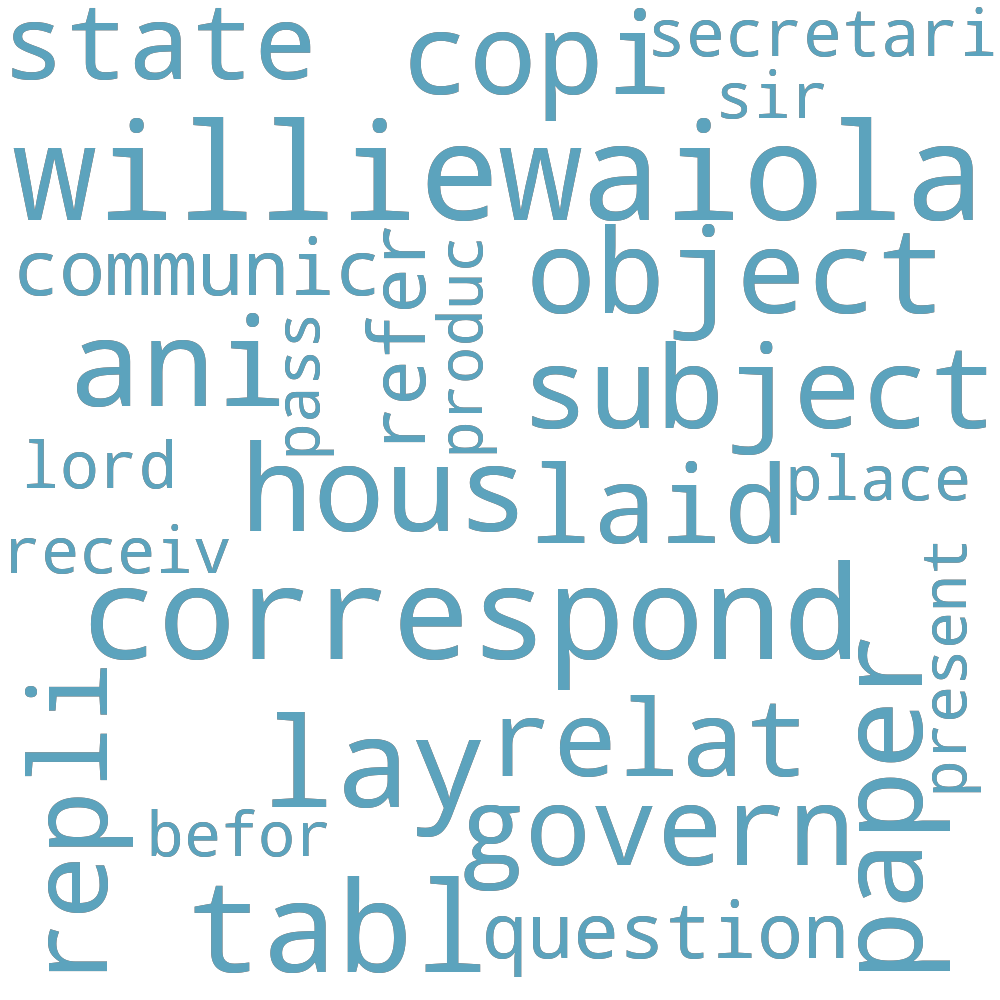 state
copi
secretari
sir
williewaiola
communic
refer
produc
object
ani
pass
subject
lord
hous
laid
place
receiv
correspond
present
repli
paper
lay
relat
befor
govern
tabl
question